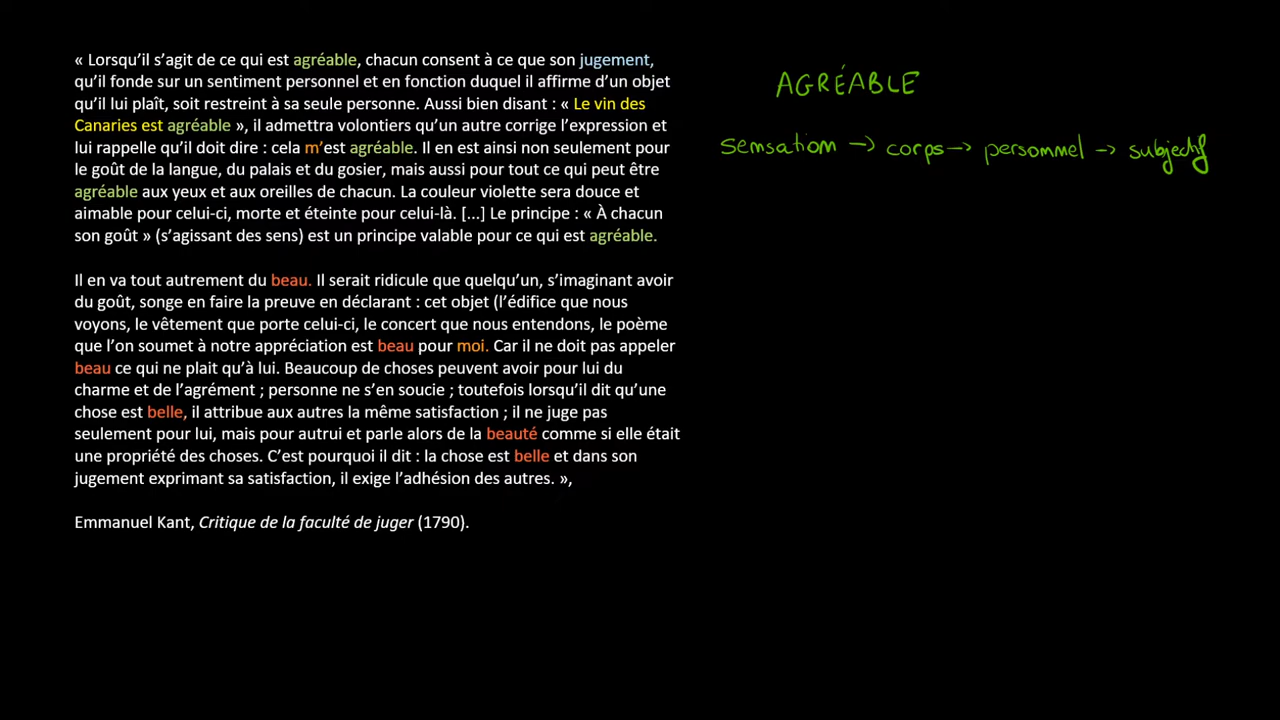 « Lorsqu’il s’agit de ce qui est agréable, chacun consent à ce que son jugement,
qu’il fonde sur un sentiment personnel et en fonction duquel il affirme d’un objet
qu’il lui plaît, soit restreint à sa seule personne. Aussi bien disant : « Le vin des
Canaries est agréable », il admettra volontiers qu’un autre corrige l’expression et
lui rappelle qu’il doit dire : cela m’est agréable. Il en est ainsi non seulement pour
le goût de la langue, du palais et du gosier, mais aussi pour tout ce qui peut être
agréable aux yeux et aux oreilles de chacun. La couleur violette sera douce et
aimable pour celui-ci, morte et éteinte pour celui-là. [...] Le principe : « À chacun
son goût » (s’agissant des sens) est un principe valable pour ce qui est agréable.
Il en va tout autrement du beau. Il serait ridicule que quelqu’un, s’imaginant avoir
du goût, songe en faire la preuve en déclarant : cet objet (l’édifice que nous
voyons, le vêtement que porte celui-ci, le concert que nous entendons, le poème
que l’on soumet à notre appréciation est beau pour moi. Car il ne doit pas appeler
beau ce qui ne plait qu’à lui. Beaucoup de choses peuvent avoir pour lui du
charme et de l’agrément ; personne ne s’en soucie ; toutefois lorsqu’il dit qu’une
chose est belle, il attribue aux autres la même satisfaction ; il ne juge pas
seulement pour lui, mais pour autrui et parle alors de la beauté comme si elle était
une propriété des choses. C’est pourquoi il dit : la chose est belle et dans son
jugement exprimant sa satisfaction, il exige l’adhésion des autres. »,
Emmanuel Kant, Critique de la faculté de juger (1790).
AGRÉABLE
sensation → corps → personnel → subjectif